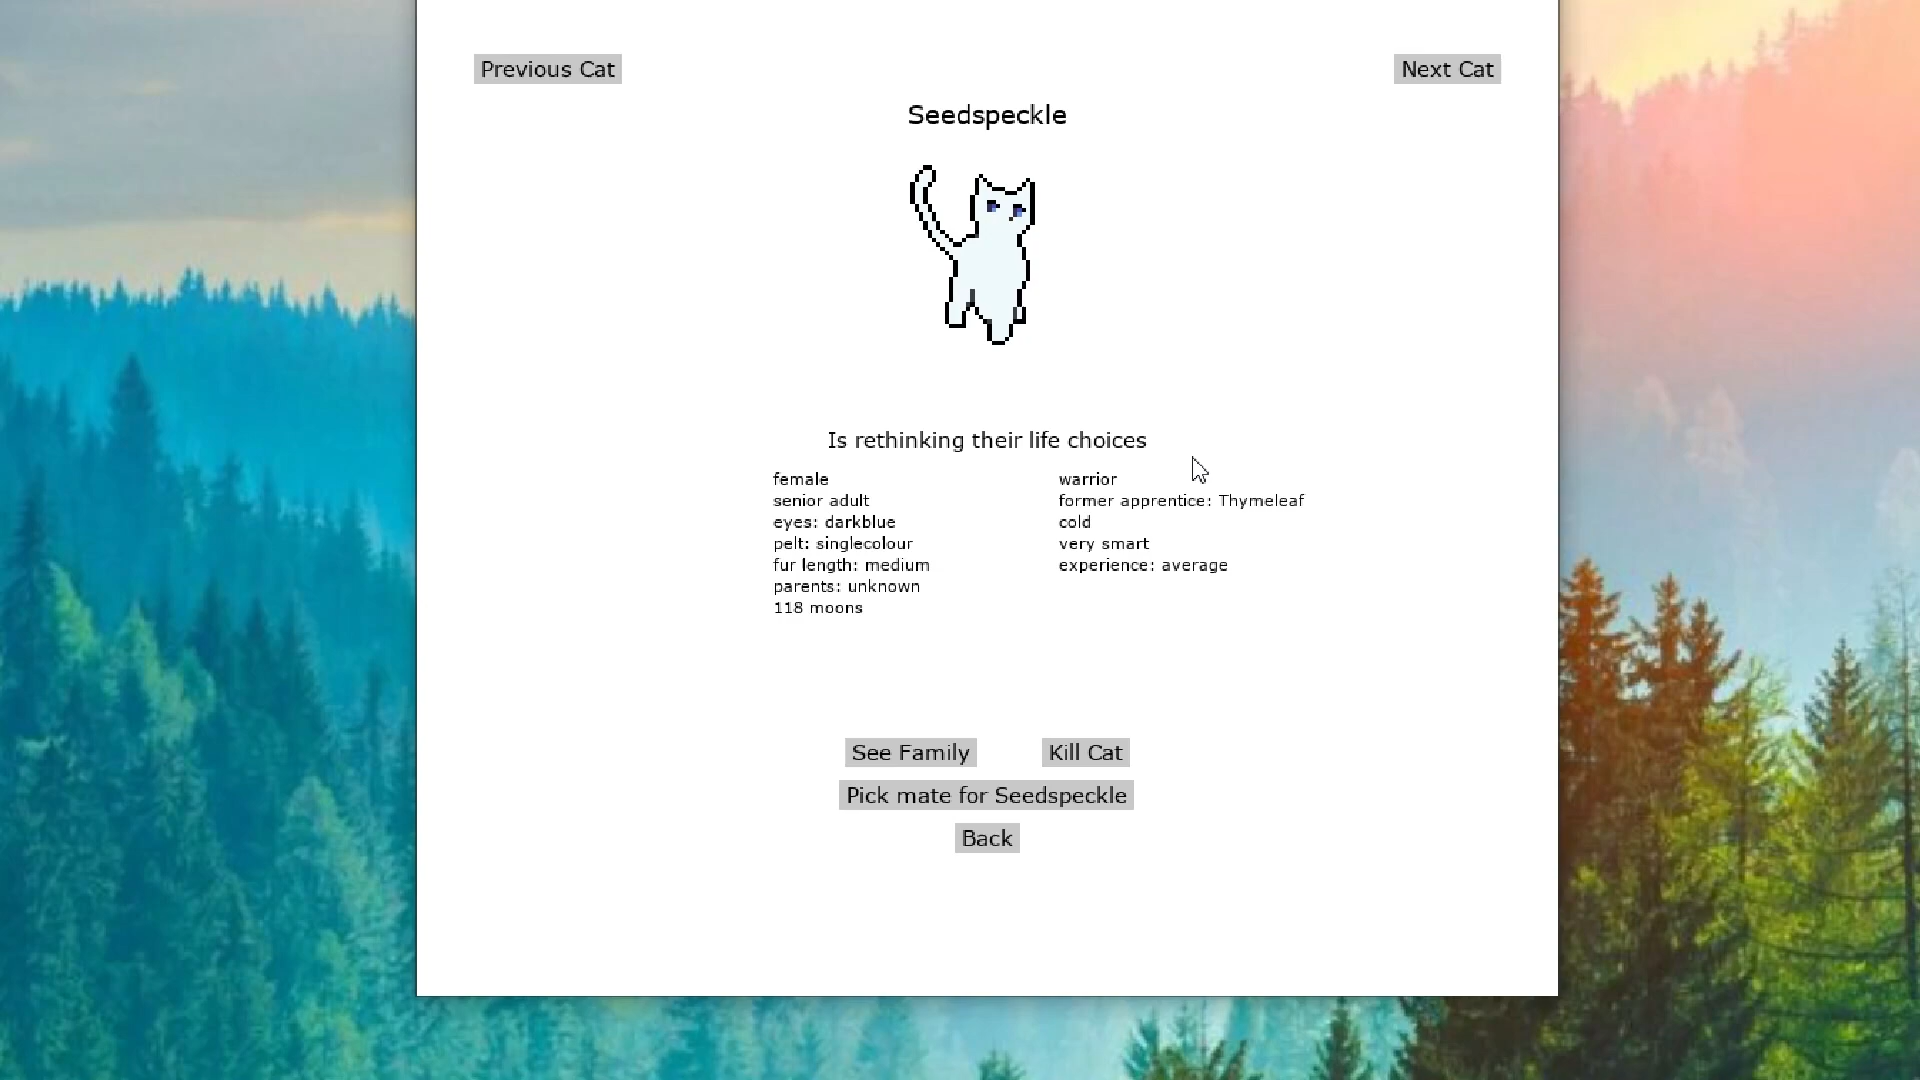 Previous Cat
Next Cat
Seedspeckle
Is rethinking their life choices
female
senior adult
eyes: darkblue
pelt: singlecolour
fur length: medium
parents: unknown
118 moons
warrior
former apprentice: Thymeleaf
cold
very smart
experience: average
See Family
Kill Cat
Pick mate for Seedspeckle
Back